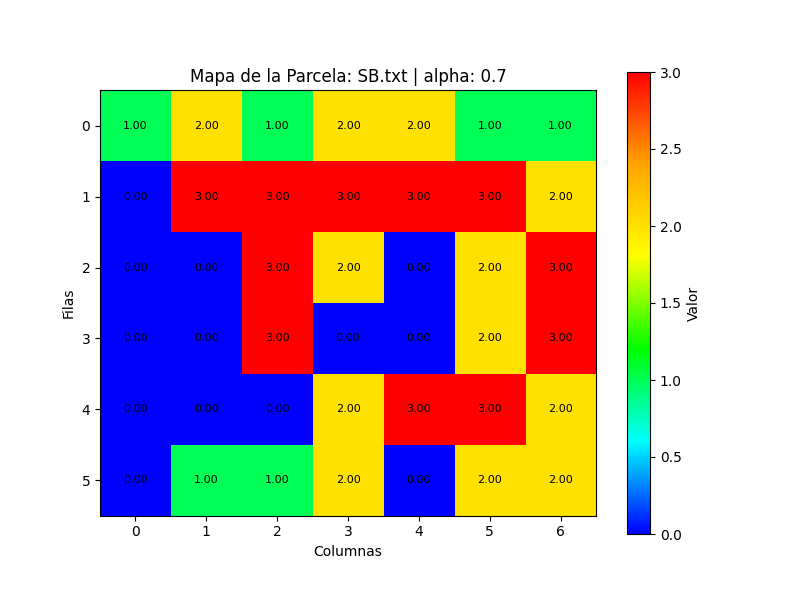 Mapa de la Parcela: SB.txt | alpha: 0.7
0 1.00 2.00 1.00 2.00 2.00 1.00 1.00
1 0.00 3.00 3.00 3.00 3.00 3.00 2.00
2 0.00 0.00 3.00 2.00 0.00 2.00 3.00
3 0.00 0.00 3.00 0.00 0.00 2.00 3.00
4 0.00 0.00 0.00 2.00 3.00 3.00 2.00
5 0.00 1.00 1.00 2.00 0.00 2.00 2.00
0 1 2 3 4 5 6
Columnas
Filas
3.0
2.5
2.0
1.5
1.0
0.5
0.0
Valor